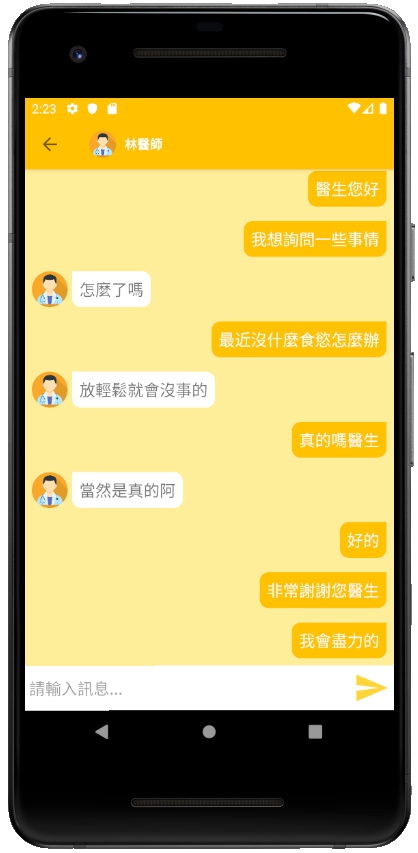 2:23
林醫師
醫生您好
我想詢問一些事情
怎麼了嗎
最近沒什麼食慾怎麼辦
放輕鬆就會沒事的
真的嗎醫生
當然是真的阿
好的
非常謝謝您醫生
我會盡力的
請輸入訊息...